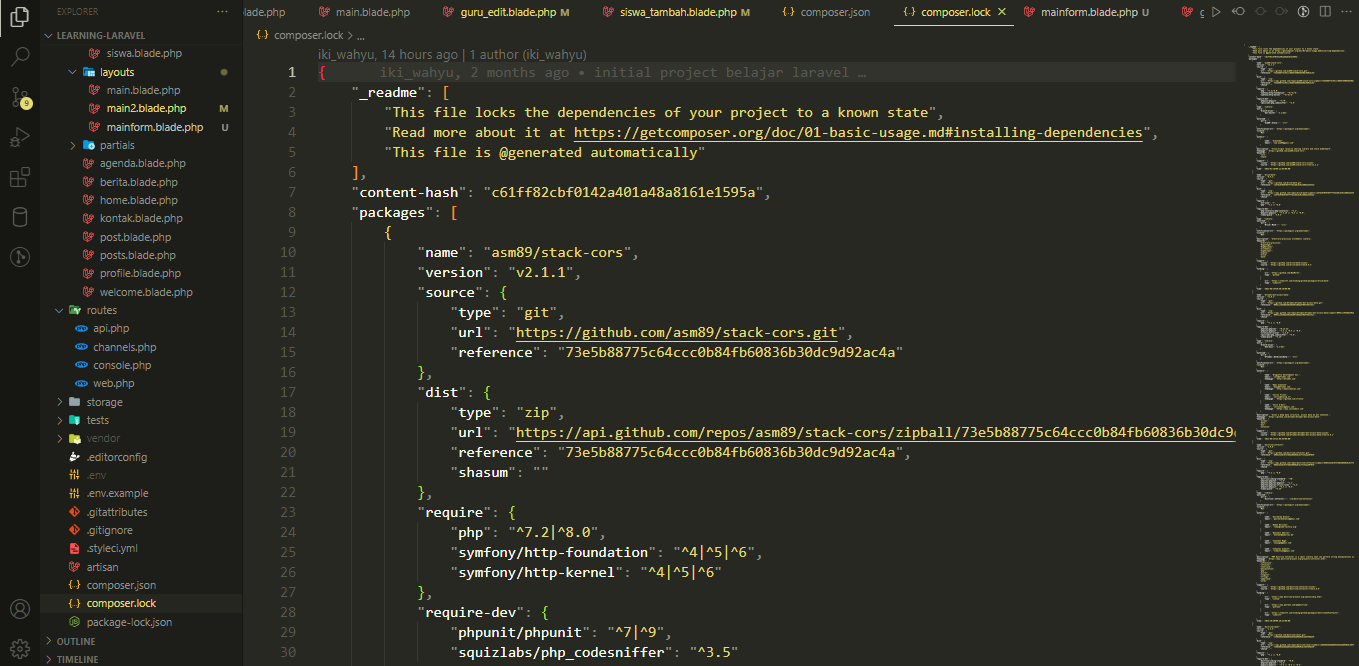 EXPLORER
LEARNING-LARAVEL
siswa.blade.php
layouts
main.blade.php
main2.blade.php M
mainform.blade.php U
partials
agenda.blade.php
berita.blade.php
home.blade.php
kontak.blade.php
post.blade.php
posts.blade.php
profile.blade.php
welcome.blade.php
routes
api.php
channels.php
console.php
web.php
storage
tests
vendor
.editorconfig
.env
.env.example
.gitattributes
.gitignore
.styleci.yml
artisan
composer.json
composer.lock
package-lock.json
OUTLINE
TIMELINE
9
lade.php main.blade.php guru_edit.blade.php M siswa_tambah.blade.php M composer.json composer.lock mainform.blade.php U g
composer.lock > ...
iki_wahyu, 14 hours ago | 1 author (iki_wahyu)
1 { iki_wahyu, 2 months ago • initial project belajar laravel …
2 "_readme": [
3 "This file locks the dependencies of your project to a known state",
4 "Read more about it at https://getcomposer.org/doc/01-basic-usage.md#installing-dependencies",
5 "This file is @generated automatically"
6 ],
7 "content-hash": "c61ff82cbf0142a401a48a8161e1595a",
8 "packages": [
9 {
10 "name": "asm89/stack-cors",
11 "version": "v2.1.1",
12 "source": {
13 "type": "git",
14 "url": "https://github.com/asm89/stack-cors.git",
15 "reference": "73e5b88775c64ccc0b84fb60836b30dc9d92ac4a"
16 },
17 "dist": {
18 "type": "zip",
19 "url": "https://api.github.com/repos/asm89/stack-cors/zipball/73e5b88775c64ccc0b84fb60836b30dc9
20 "reference": "73e5b88775c64ccc0b84fb60836b30dc9d92ac4a",
21 "shasum": ""
22 },
23 "require": {
24 "php": "^7.2|^8.0",
25 "symfony/http-foundation": "^4|^5|^6",
26 "symfony/http-kernel": "^4|^5|^6"
27 },
28 "require-dev": {
29 "phpunit/phpunit": "^7|^9",
30 "squizlabs/php_codesniffer": "^3.5"